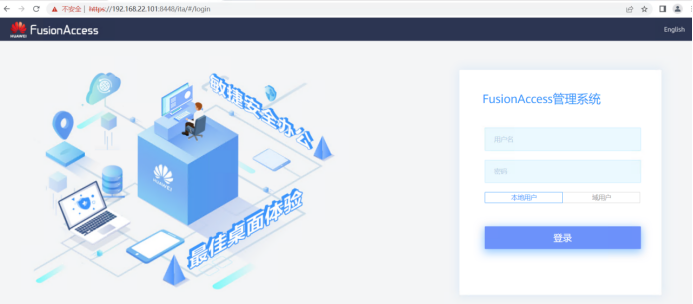 不安全 | https://192.168.22.101:8448/ita/#/login
HUAWEI FusionAccess
English
敏捷安全办公
HUAWEI
最佳桌面体验
FusionAccess管理系统
用户名
密码
本地用户 域用户
登录